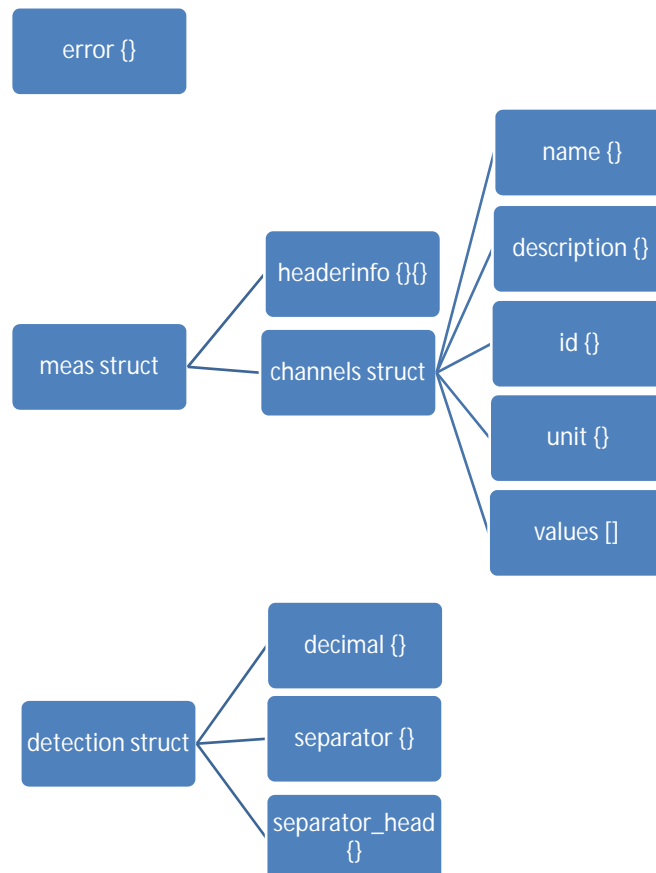 error {}
name {}
description {}
headerinfo {}{}
id {}
meas struct
channels struct
unit {}
values []
decimal {}
separator {}
detection struct
separator_head
{}